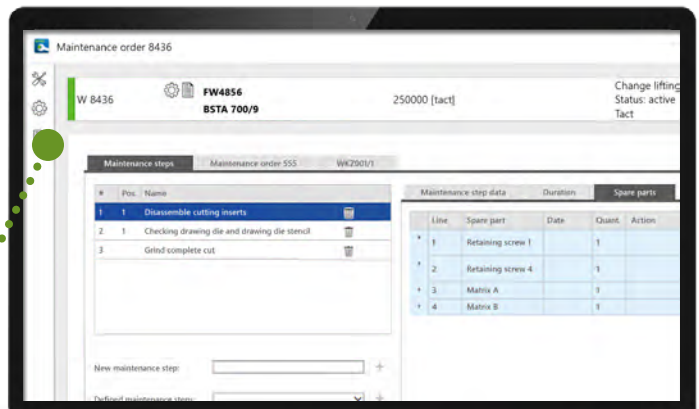 Maintenance order 8436
W 8436
FW4856
BSTA 700/9
250000 [tact]
Change lifting
Status: active
Tact
Maintenance steps Maintenance order 555 WKZ001/1
# Pos. Name
1 1 Disassemble cutting inserts
2 1 Checking drawing die and drawing die stencil
3 Grind complete cut
New maintenance step:
Defined maintenance steps:
Maintenance step data Duration Spare parts
Line Spare part Date Quant. Action
1 Retaining screw 1 1
2 Retaining screw 4 1
3 Matrix A 1
4 Matrix B 1